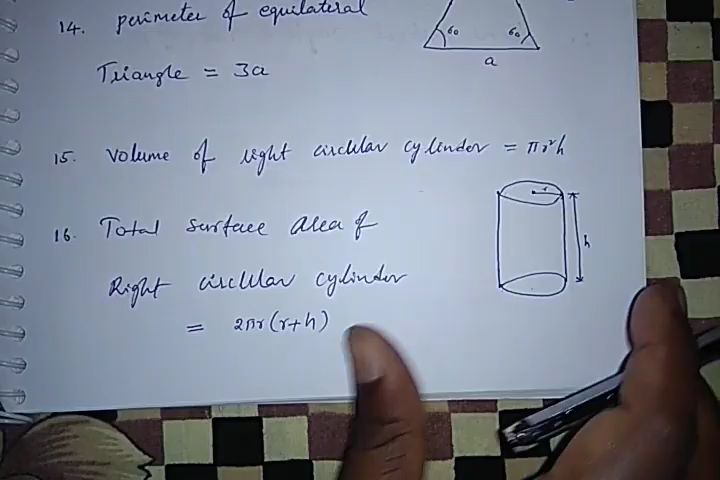 14. perimeter of equilateral
Triangle = 3a
60 60
a
15. volume of right circular cylinder = πr²h
16. Total surface area of
Right circular cylinder
= 2πr(r+h)
r
h